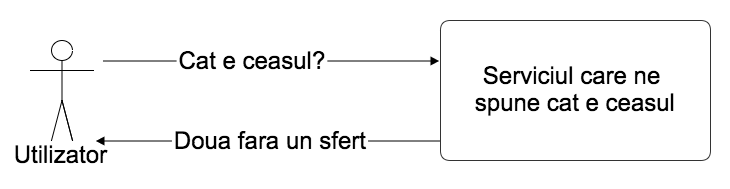 Cat e ceasul?
Serviciul care ne
spune cat e ceasul
Doua fara un sfert
Utilizator